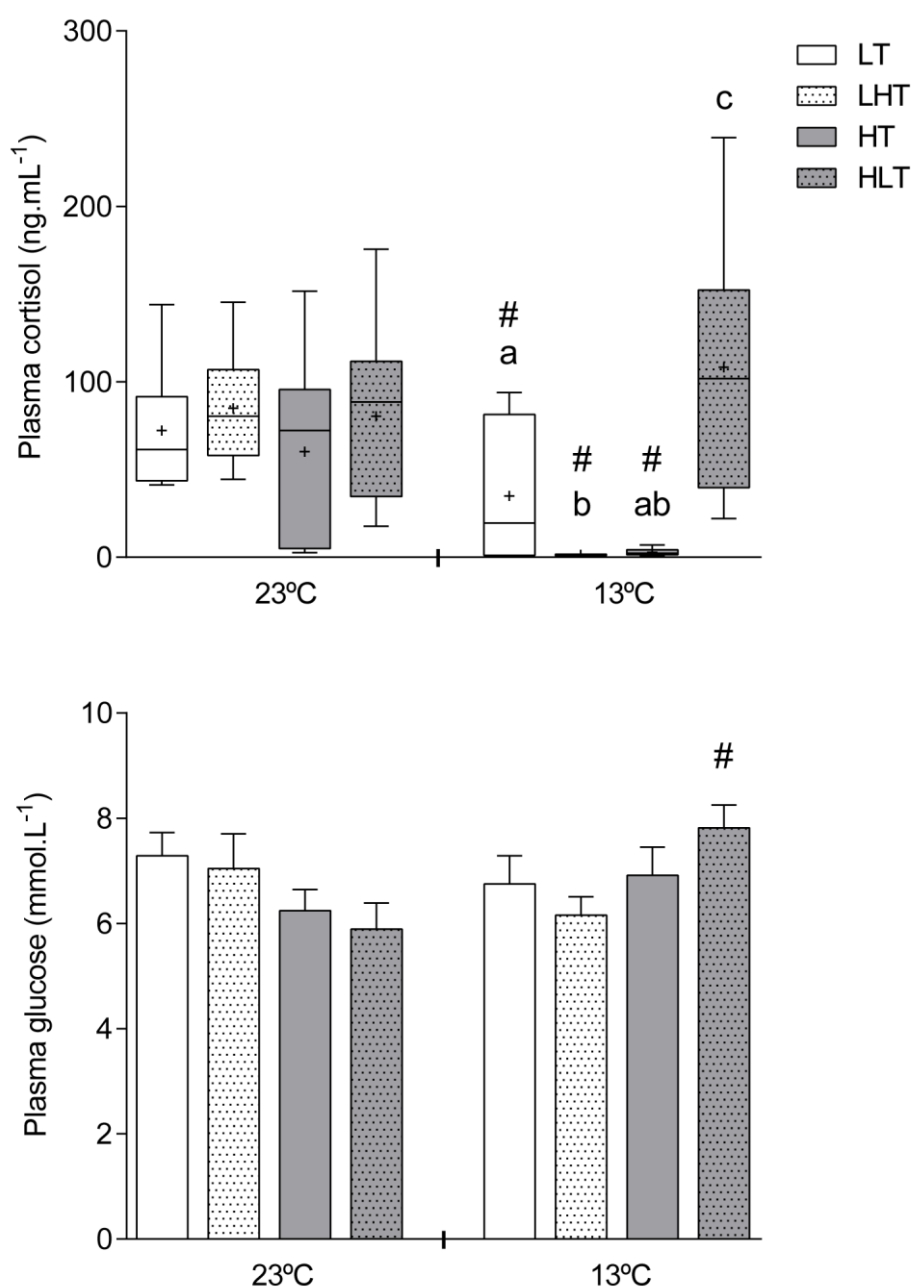 Plasma cortisol (ng.mL⁻¹)
300
200
100
0
LT
LHT
HT
HLT
#
a
#
b
#
ab
c
23ºC
13ºC
Plasma glucose (mmol.L⁻¹)
10
8
6
4
2
0
#
23ºC
13ºC